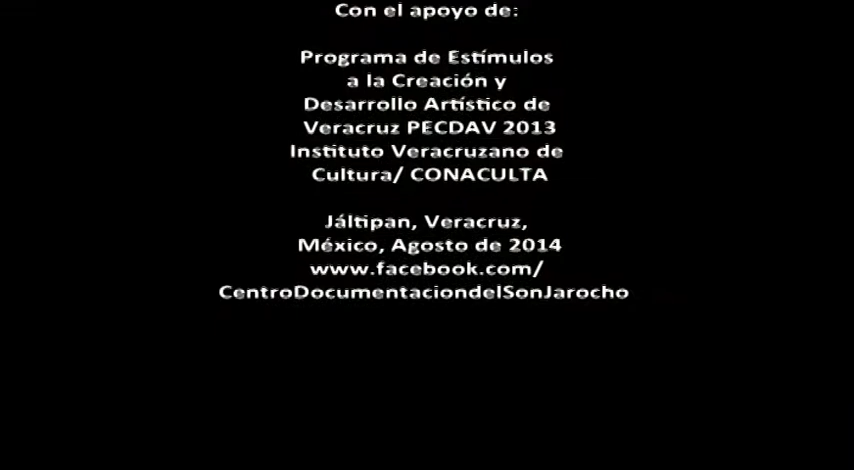 Con el apoyo de:
Programa de Estímulos
a la Creación y
Desarrollo Artístico de
Veracruz PECDAV 2013
Instituto Veracruzano de
Cultura/ CONACULTA
Jáltipan, Veracruz,
México, Agosto de 2014
www.facebook.com/
CentroDocumentaciondelSonJarocho